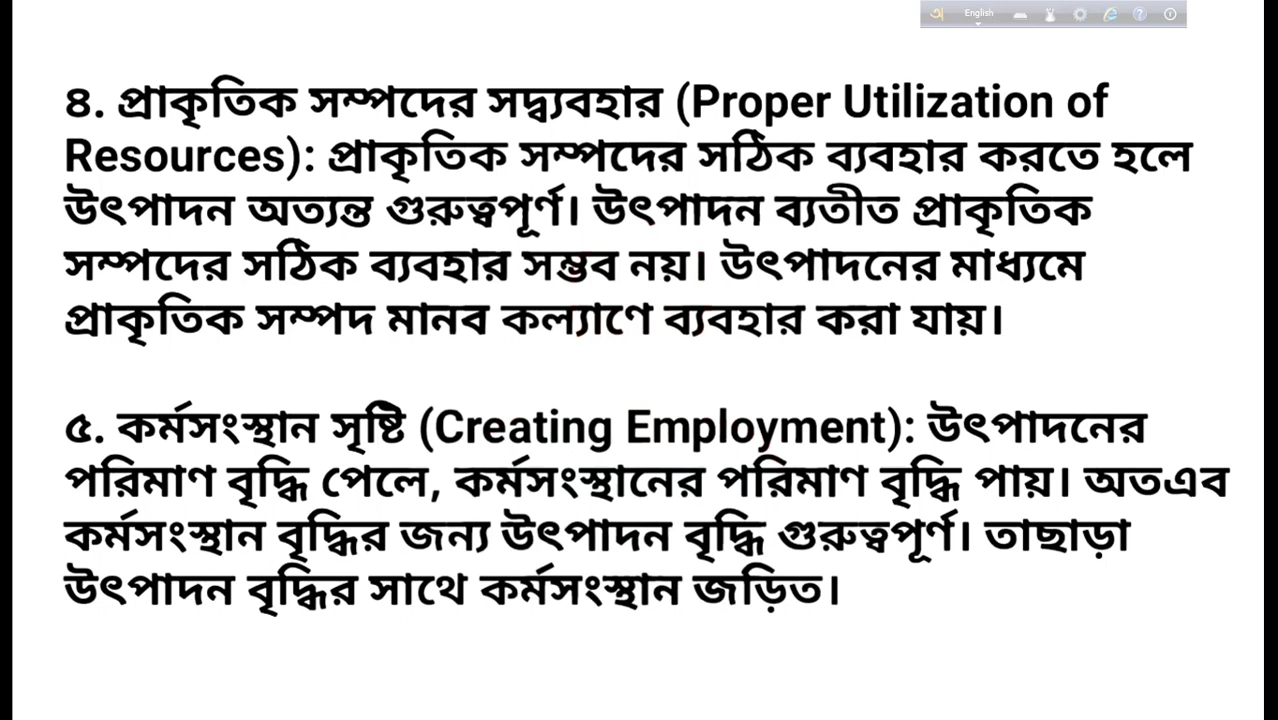 English
৪. প্রাকৃতিক সম্পদের সদ্ব্যবহার (Proper Utilization of
Resources): প্রাকৃতিক সম্পদের সঠিক ব্যবহার করতে হলে
উৎপাদন অত্যন্ত গুরুত্বপূর্ণ। উৎপাদন ব্যতীত প্রাকৃতিক
সম্পদের সঠিক ব্যবহার সম্ভব নয়। উৎপাদনের মাধ্যমে
প্রাকৃতিক সম্পদ মানব কল্যাণে ব্যবহার করা যায়।
৫. কর্মসংস্থান সৃষ্টি (Creating Employment): উৎপাদনের
পরিমাণ বৃদ্ধি পেলে, কর্মসংস্থানের পরিমাণ বৃদ্ধি পায়। অতএব
কর্মসংস্থান বৃদ্ধির জন্য উৎপাদন বৃদ্ধি গুরুত্বপূর্ণ। তাছাড়া
উৎপাদন বৃদ্ধির সাথে কর্মসংস্থান জড়িত।